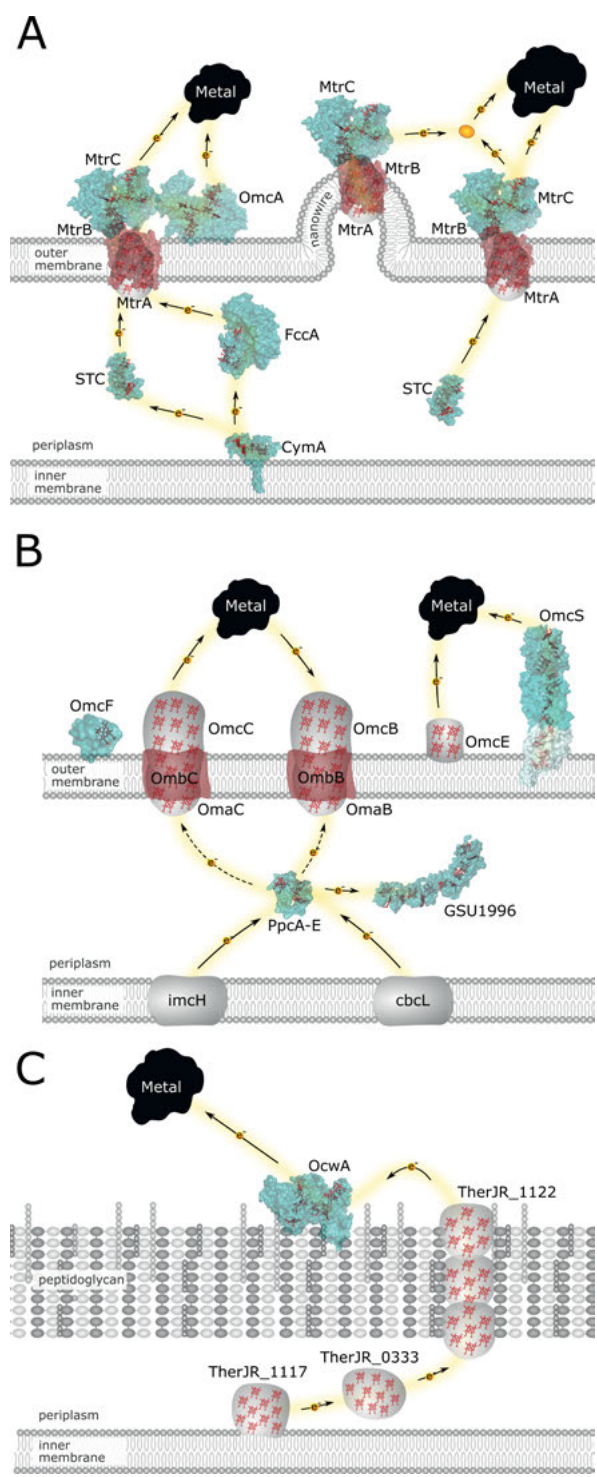 A
Metal
Metal
e-
e-
e-
e-
e-
MtrC
MtrC
OmcA
MtrB
MtrC
MtrB
MtrB
outer
membrane
nanowire
MtrA
MtrA
MtrA
e-
e-
FccA
STC
e-
e-
e-
STC
periplasm
CymA
inner
membrane
B
Metal
Metal
OmcS
e-
e-
e-
e-
OmcF
OmcC
OmcB
OmcE
outer
membrane
OmbC
OmbB
OmaC
OmaB
e-
e-
e-
PpcA-E
GSU1996
e-
e-
periplasm
inner
membrane
imcH
cbcL
C
Metal
e-
OcwA
e-
TherJR_1122
peptidoglycan
TherJR_0333
TherJR_1117
e-
e-
periplasm
inner
membrane